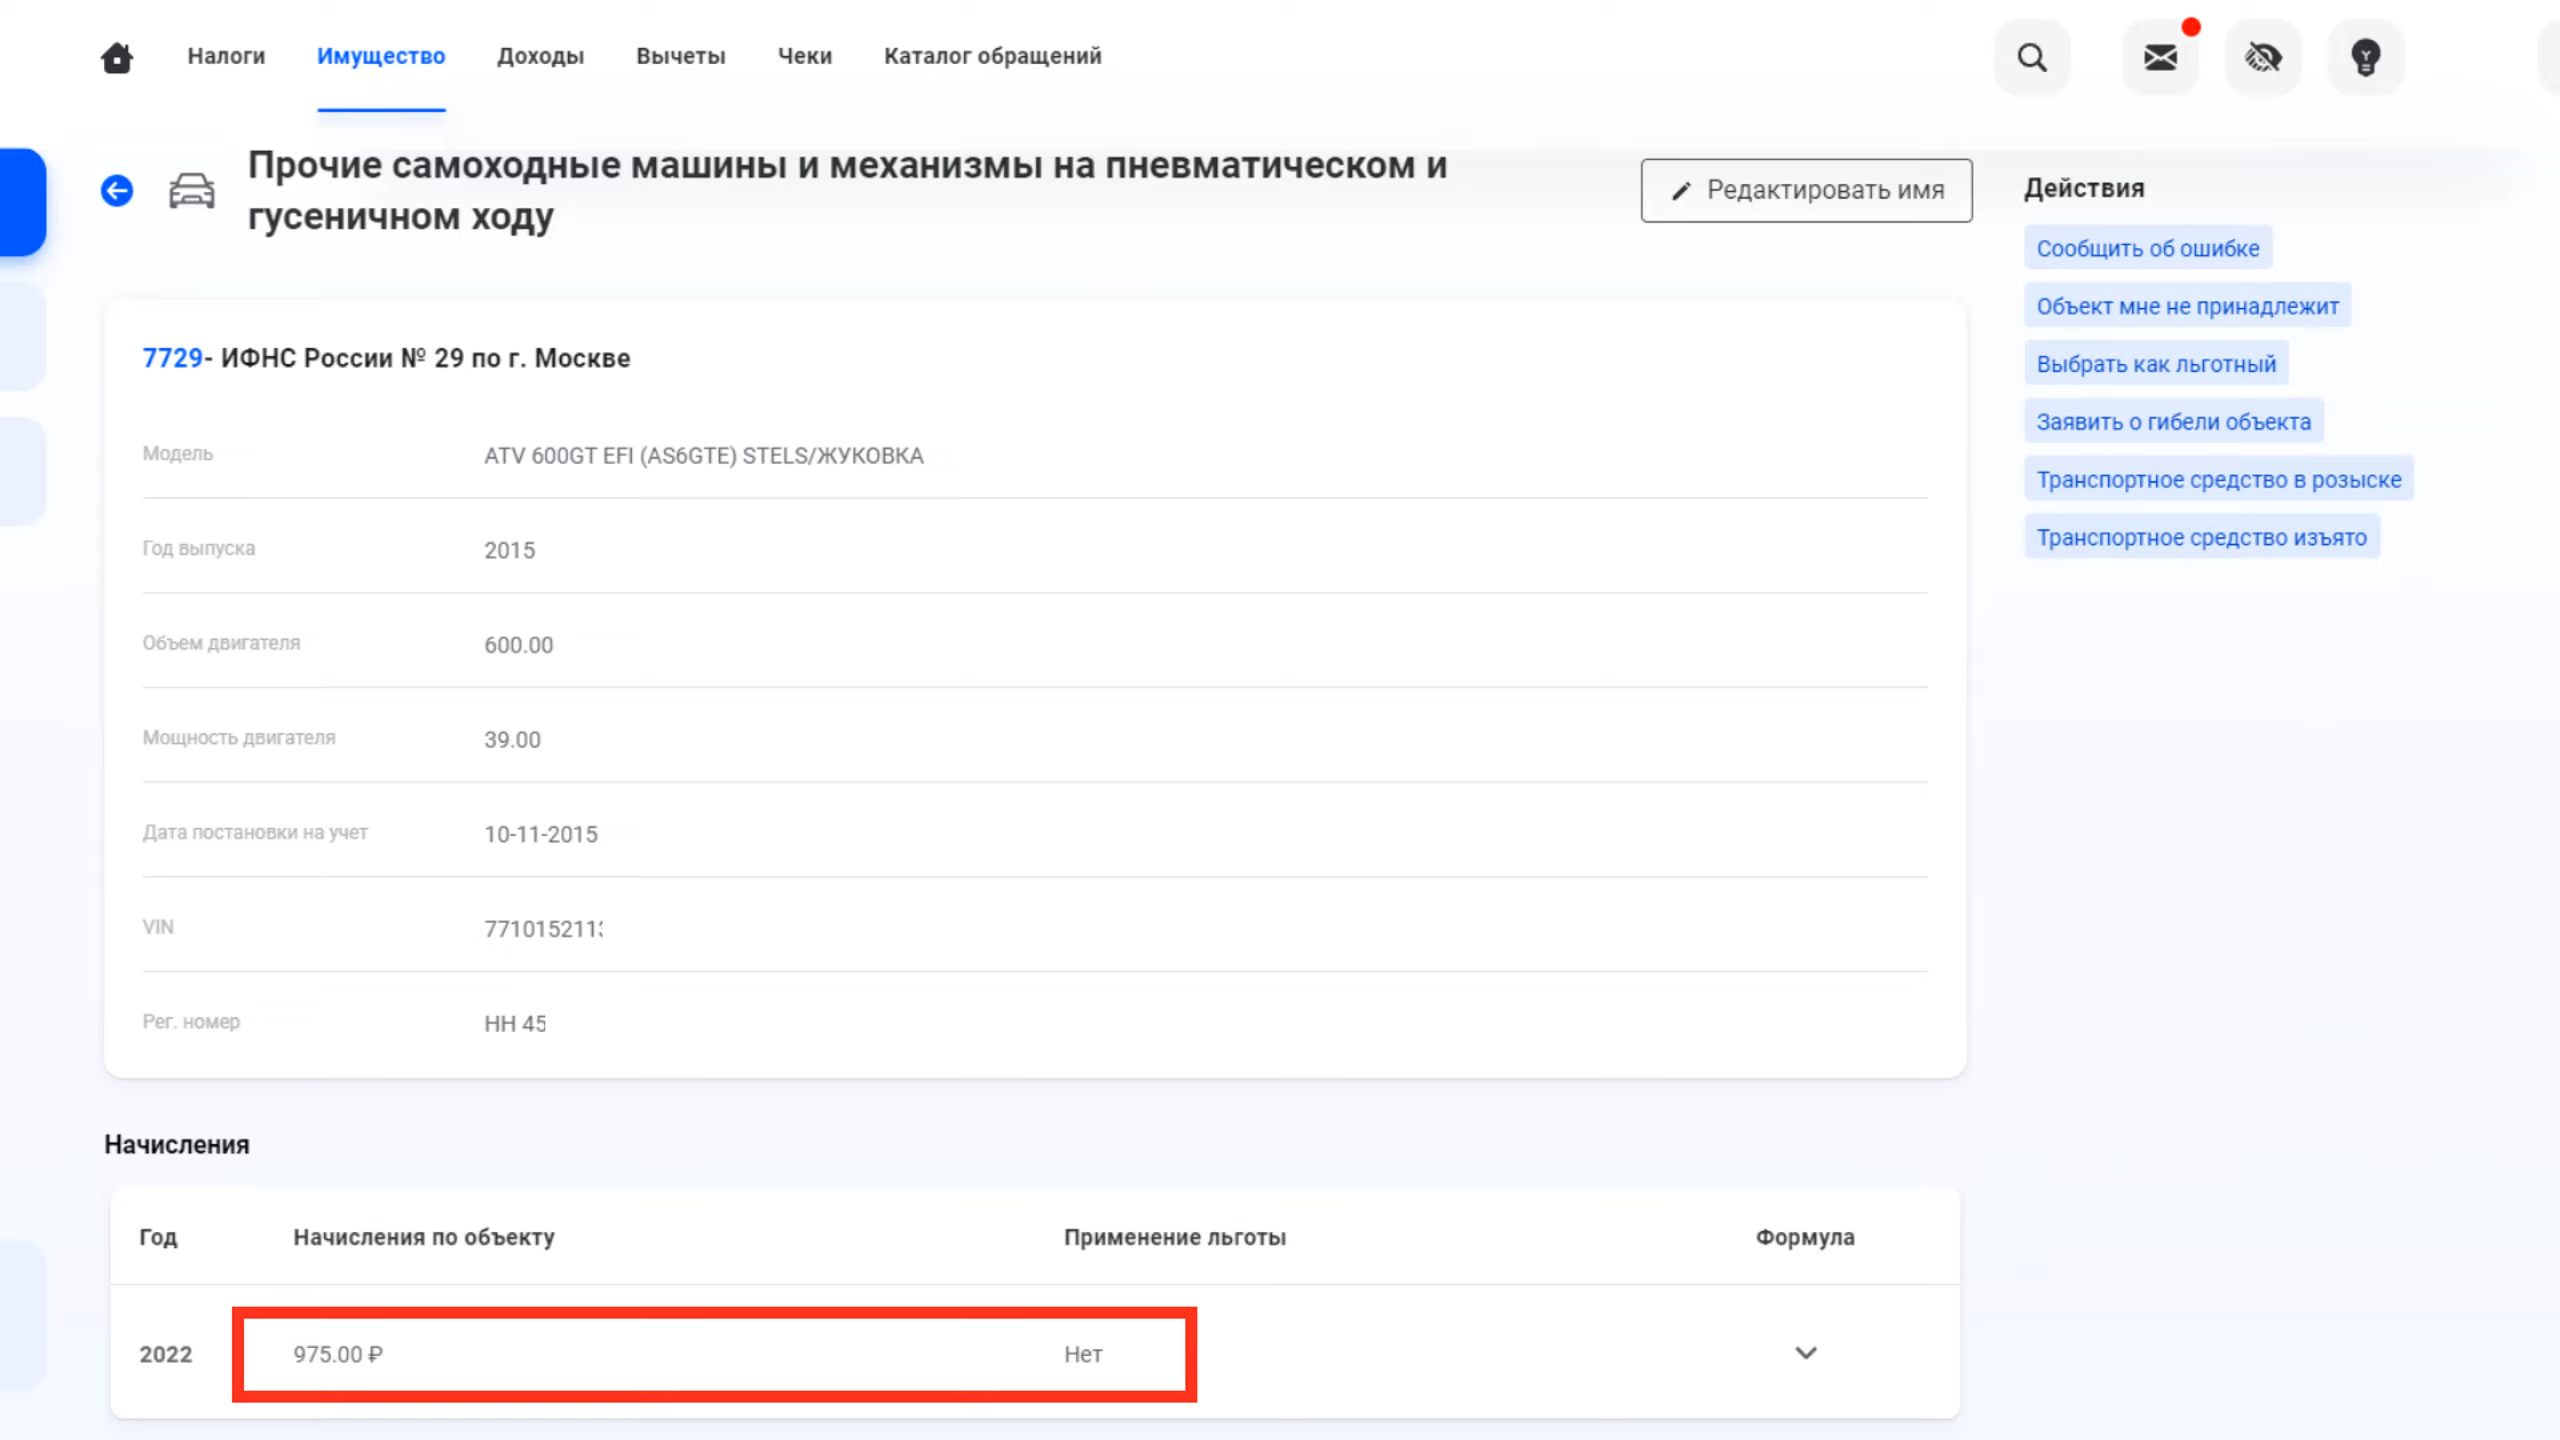 Налоги Имущество Доходы Вычеты Чеки Каталог обращений
Прочие самоходные машины и механизмы на пневматическом и
гусеничном ходу
Редактировать имя
7729- ИФНС России № 29 по г. Москве
Модель ATV 600GT EFI (AS6GTE) STELS/ЖУКОВКА
Год выпуска 2015
Объем двигателя 600.00
Мощность двигателя 39.00
Дата постановки на учет 10-11-2015
VIN 771015211
Рег. номер НН 45
Действия
Сообщить об ошибке
Объект мне не принадлежит
Выбрать как льготный
Заявить о гибели объекта
Транспортное средство в розыске
Транспортное средство изъято
Начисления
Год Начисления по объекту Применение льготы Формула
2022 975.00 ₽ Нет